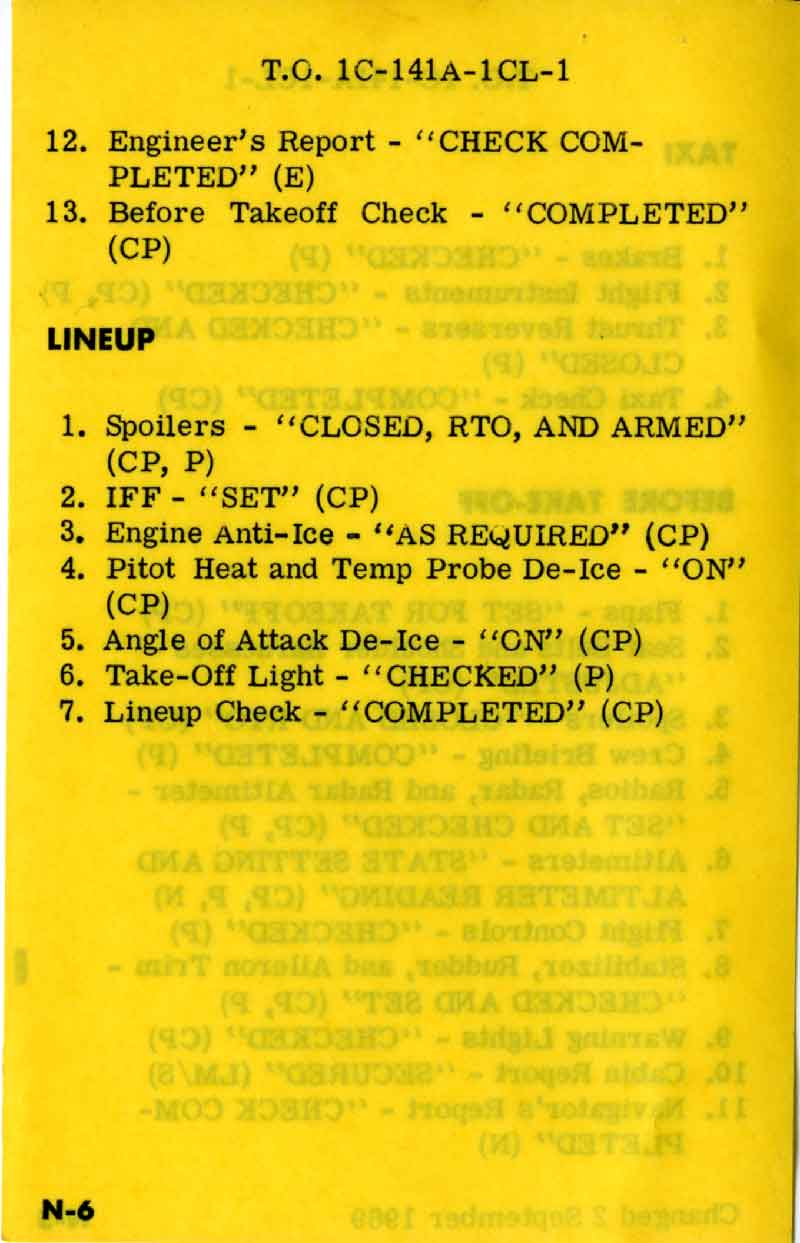 T.O. 1C-141A-1CL-1
12. Engineer's Report - "CHECK COM-
PLETED" (E)
13. Before Takeoff Check - "COMPLETED"
(CP)
LINEUP
1. Spoilers - "CLOSED, RTO, AND ARMED"
(CP, P)
2. IFF - "SET" (CP)
3. Engine Anti-Ice - "AS REQUIRED" (CP)
4. Pitot Heat and Temp Probe De-Ice - "ON"
(CP)
5. Angle of Attack De-Ice - "ON" (CP)
6. Take-Off Light - "CHECKED" (P)
7. Lineup Check - "COMPLETED" (CP)
N-6